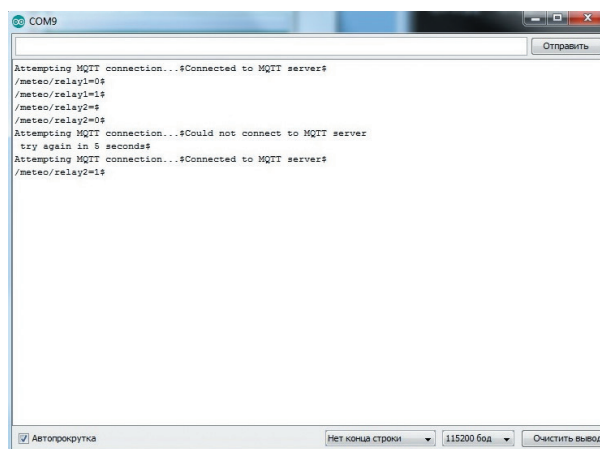 COM9
Отправить
Attempting MQTT connection...$Connected to MQTT server$
/meteo/relay1=0$
/meteo/relay1=1$
/meteo/relay2=$
/meteo/relay2=0$
Attempting MQTT connection...$Could not connect to MQTT server
try again in 5 seconds$
Attempting MQTT connection...$Connected to MQTT server$
/meteo/relay2=1$
Автопрокрутка Нет конца строки 115200 бод Очистить вывод